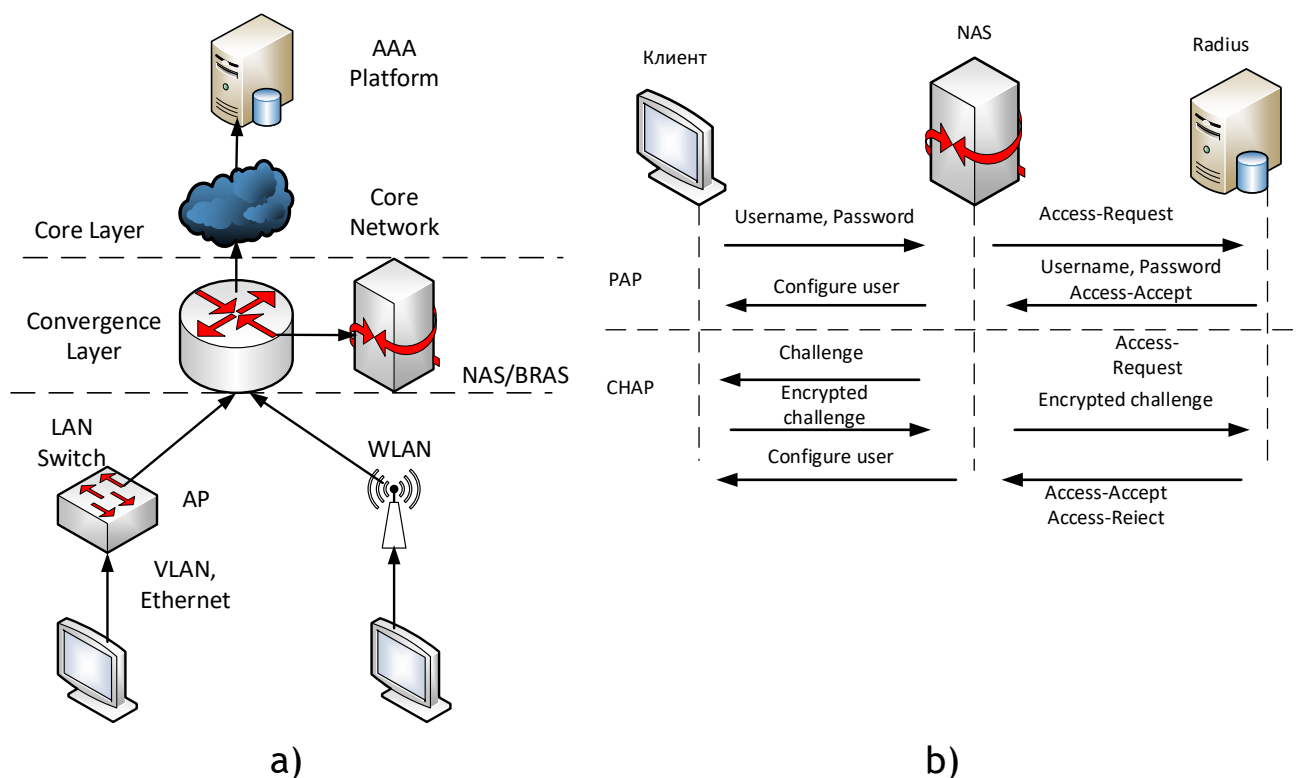 AAA
Platform
Core
Network
Core Layer
Convergence
Layer
NAS/BRAS
LAN
Switch
WLAN
AP
VLAN,
Ethernet
a)
NAS
Клиент
Radius
Username, Password
Access-Request
PAP
Configure user
Username, Password
Access-Accept
CHAP
Challenge
Access-
Request
Encrypted
challenge
Encrypted challenge
Configure user
Access-Accept
Access-Reject
b)